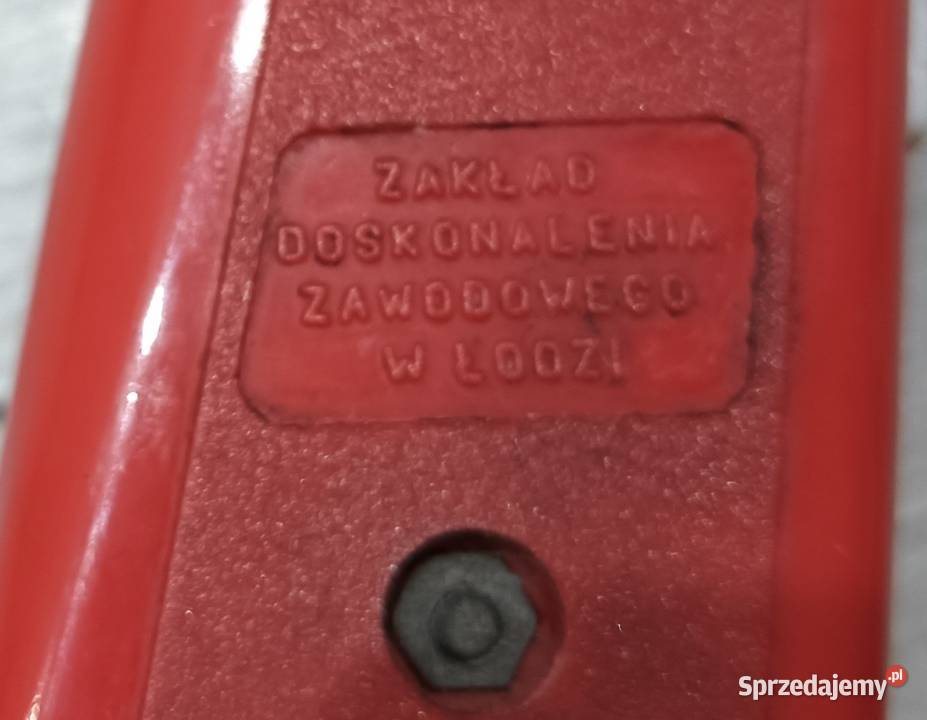 ZAKŁAD
DOSKONALENIA
ZAWODOWEGO
W ŁODZI
Sprzedajemy.pl